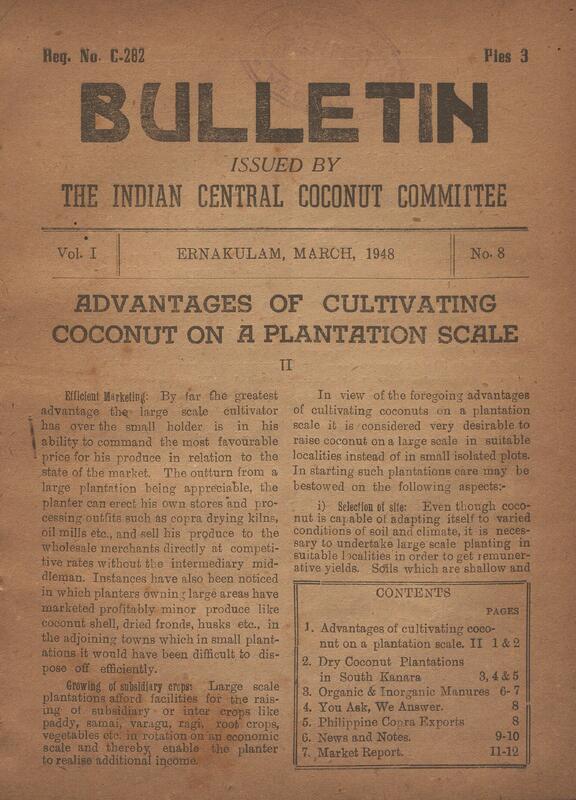 Reg. No. C-282
Pies 3
BULLETIN
ISSUED BY
THE INDIAN CENTRAL COCONUT COMMITTEE
Vol. I
ERNAKULAM, MARCH, 1948
No. 8
ADVANTAGES OF CULTIVATING
COCONUT ON A PLANTATION SCALE
II
Efficient Marketing: By far the greatest
advantage the large scale cultivator
has over the small holder is in his
ability to command the most favourable
price for his produce in relation to the
state of the market. The outturn from a
large plantation being appreciable, the
planter can erect his own stores and pro-
cessing outfits such as copra drying kilns,
oil mills etc., and sell his produce to the
wholesale merchants directly at competi-
tive rates without the intermediary mid-
dleman. Instances have also been noticed
in which planters owning large areas have
marketed profitably minor produce like
coconut shell, dried fronds, husks etc., in
the adjoining towns which in small plant-
ations it would have been difficult to dis-
pose off efficiently.
Growing of subsidiary crops: Large scale
plantations afford facilities for the rais-
ing of subsidiary or inter crops like
paddy, samai, varagu, ragi, root crops,
vegetables etc. in rotation on an economic
scale and thereby enable the planter
to realise additional income.
In view of the foregoing advantages
of cultivating coconuts on a plantation
scale it is considered very desirable to
raise coconut on a large scale in suitable
localities instead of in small isolated plots.
In starting such plantations care may be
bestowed on the following aspects:-
i) Selection of site: Even though coco-
nut is capable of adapting itself to varied
conditions of soil and climate, it is neces-
sary to undertake large scale planting in
suitable localities in order to get remuner-
ative yields. Soils which are shallow and
CONTENTS
PAGES
1. Advantages of cultivating coco-
nut on a plantation scale. II 1 & 2
2. Dry Coconut Plantations
in South Kanara 3, 4 & 5
3. Organic & Inorganic Manures 6-7
4. You Ask, We Answer. 8
5. Philippine Copra Exports 8
6. News and Notes. 9-10
7. Market Report. 11-12